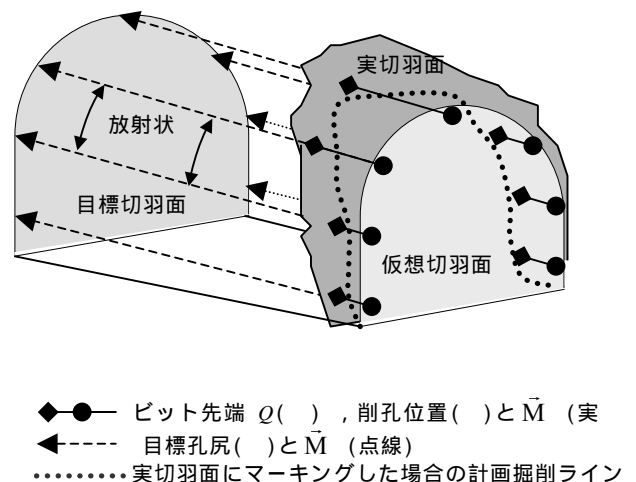 実切羽面
放射状
目標切羽面
仮想切羽面
ビット先端 Q( ) , 削孔位置( )とM⃗ (実
目標孔尻( )とM⃗ (点線)
実切羽面にマーキングした場合の計画掘削ライン